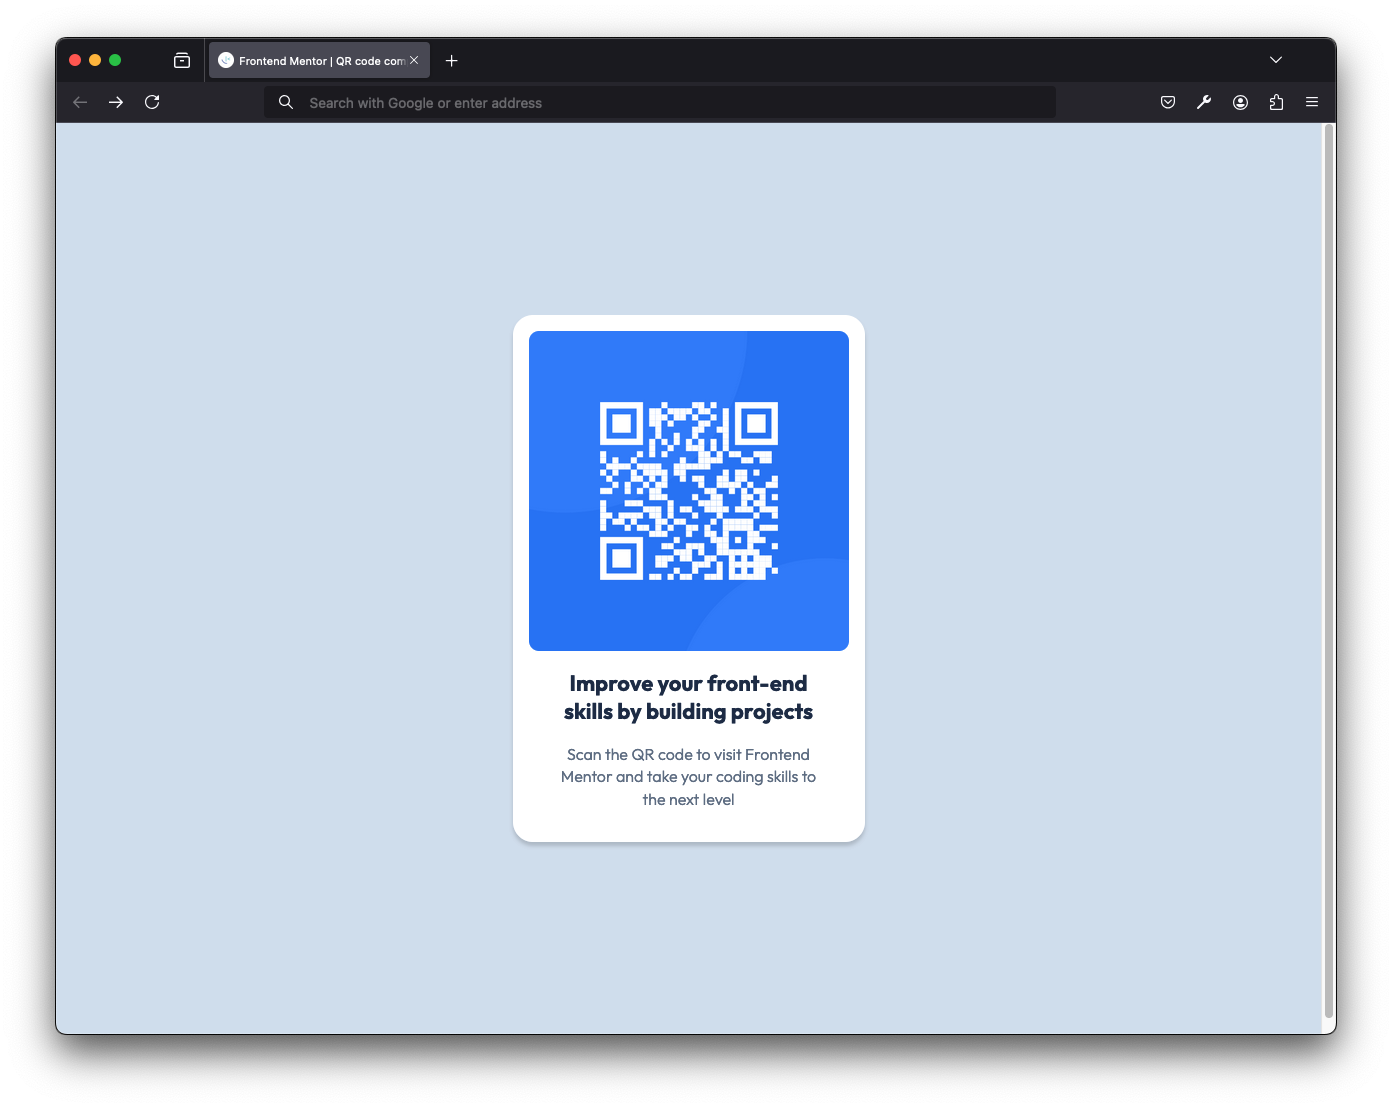 Frontend Mentor | QR code com
Search with Google or enter address
Improve your front-end
skills by building projects
Scan the QR code to visit Frontend
Mentor and take your coding skills to
the next level